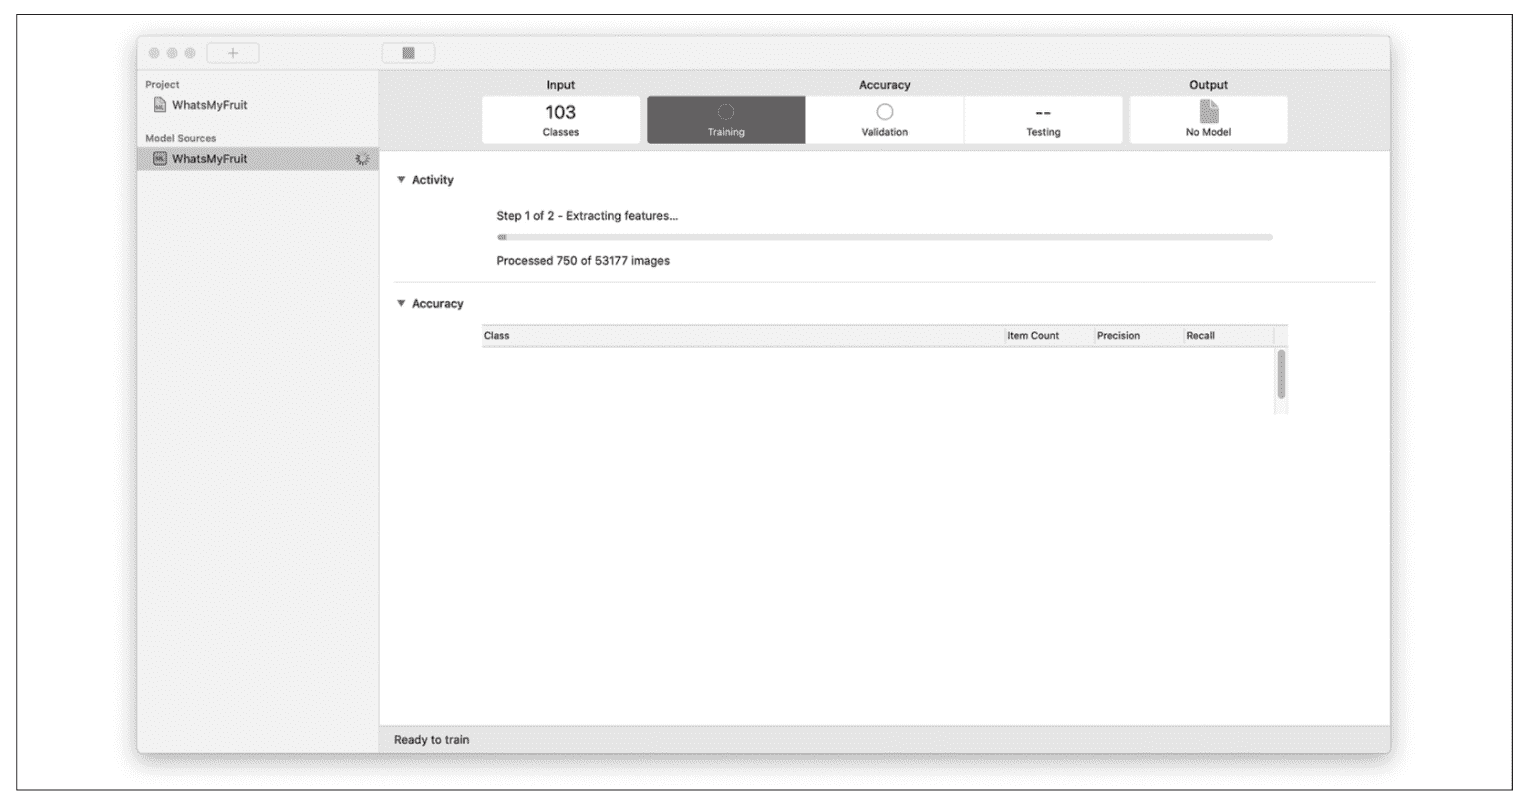 Project
WhatsMyFruit
Model Sources
WhatsMyFruit
Input
103
Classes
Accuracy
Training
Validation
--
Testing
Output
No Model
Activity
Step 1 of 2 - Extracting features...
Processed 750 of 53177 images
Accuracy
Class Item Count Precision Recall
Ready to train